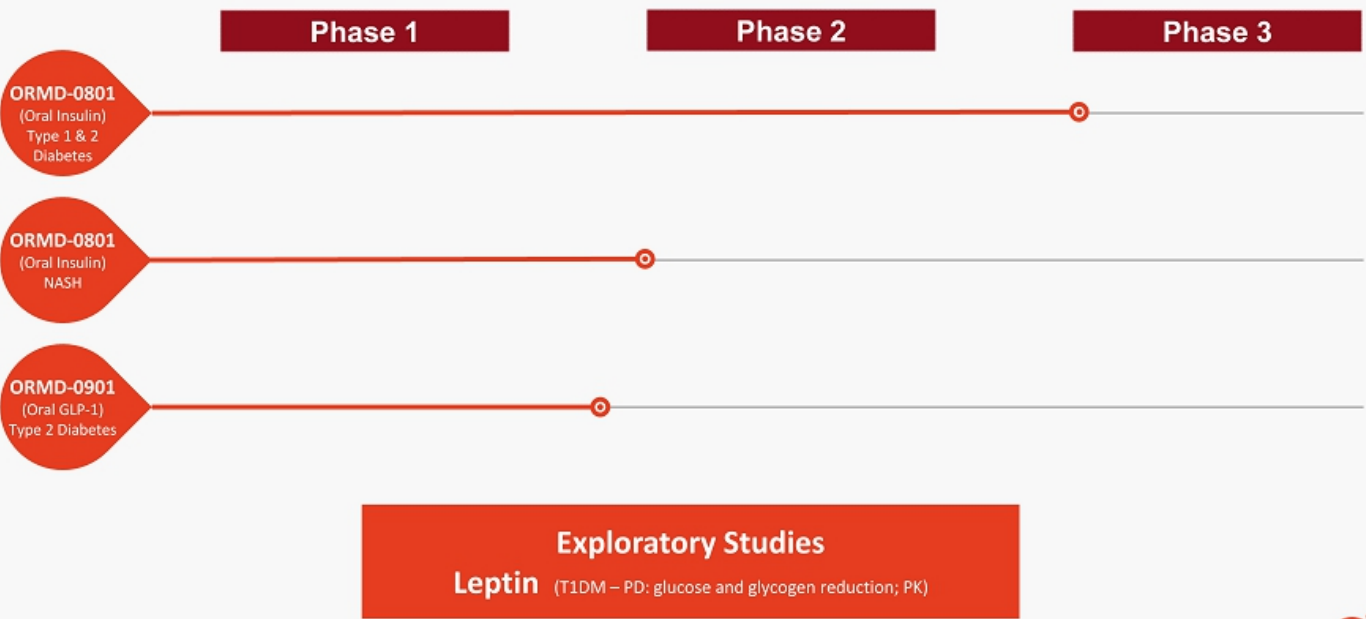 Phase 1
Phase 2
Phase 3
ORMD-0801
(Oral Insulin)
Type 1 & 2
Diabetes
ORMD-0801
(Oral Insulin)
NASH
ORMD-0901
(Oral GLP-1)
Type 2 Diabetes
Exploratory Studies
Leptin (T1DM – PD: glucose and glycogen reduction; PK)